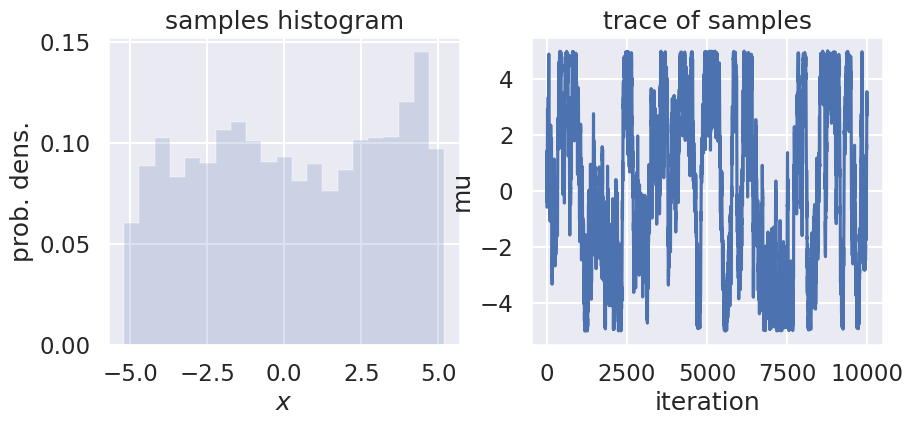 samples histogram
0.15
0.10
0.05
0.00
prob. dens.
−5.0 −2.5 0.0 2.5 5.0
x
trace of samples
4
2
0
−2
−4
mu
0 2500 5000 7500 10000
iteration